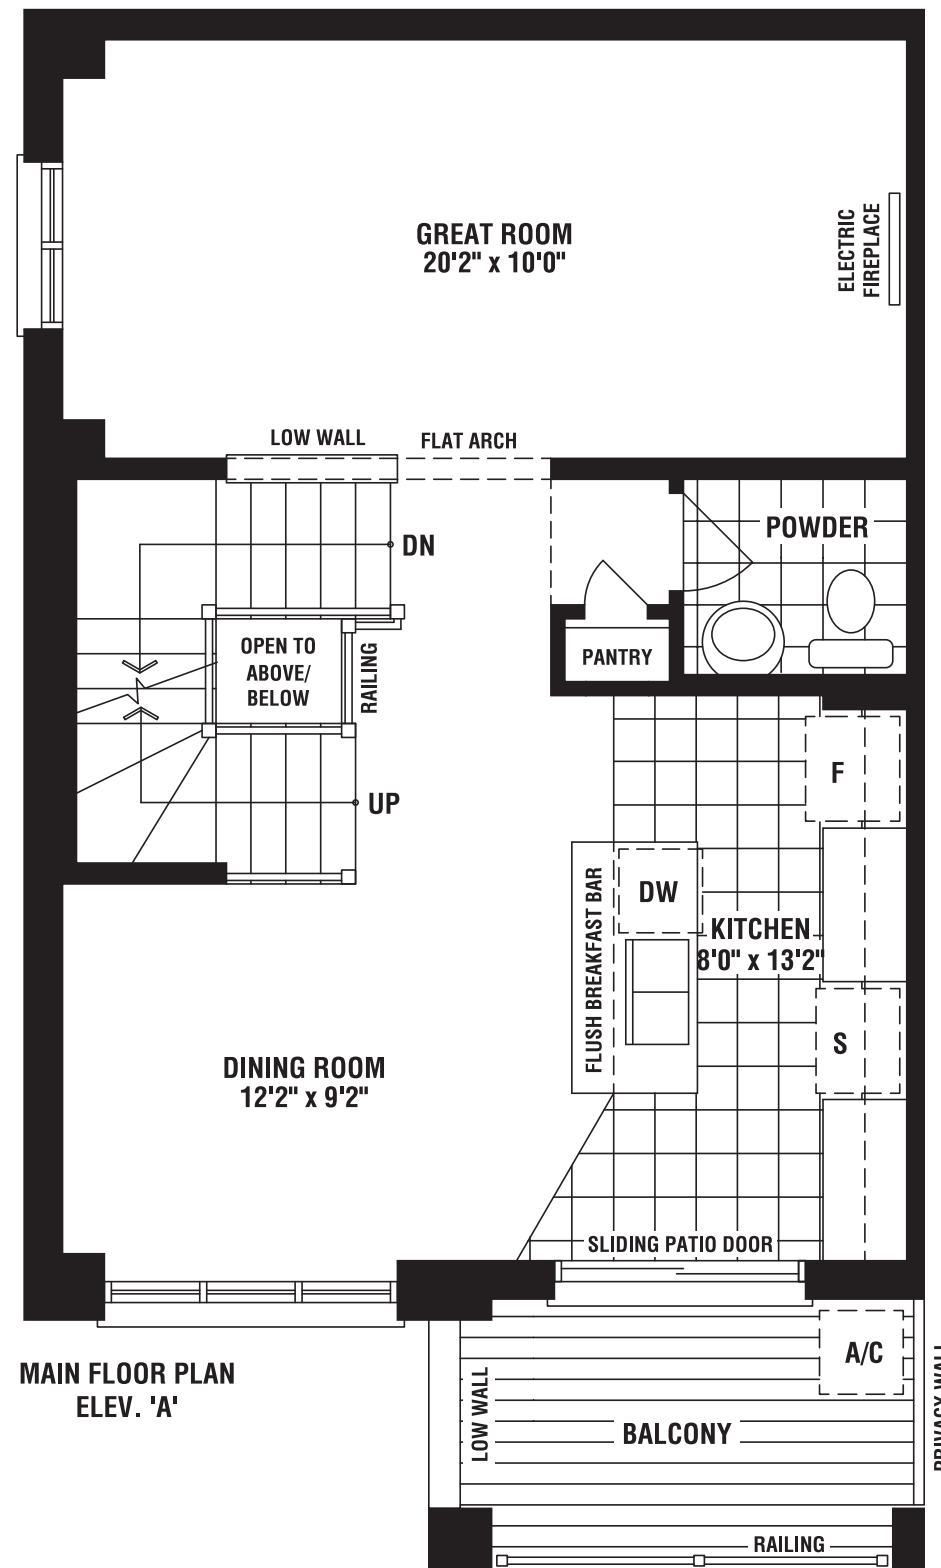 GREAT ROOM
20'2" x 10'0"
ELECTRIC
FIREPLACE
LOW WALL
FLAT ARCH
DN
POWDER
OPEN TO
ABOVE/
BELOW
RAILING
PANTRY
UP
F
FLUSH BREAKFAST BAR
DW
KITCHEN
8'0" x 13'2"
S
DINING ROOM
12'2" x 9'2"
SLIDING PATIO DOOR
MAIN FLOOR PLAN
ELEV. 'A'
A/C
LOW WALL
BALCONY
PRIVACY WALL
RAILING